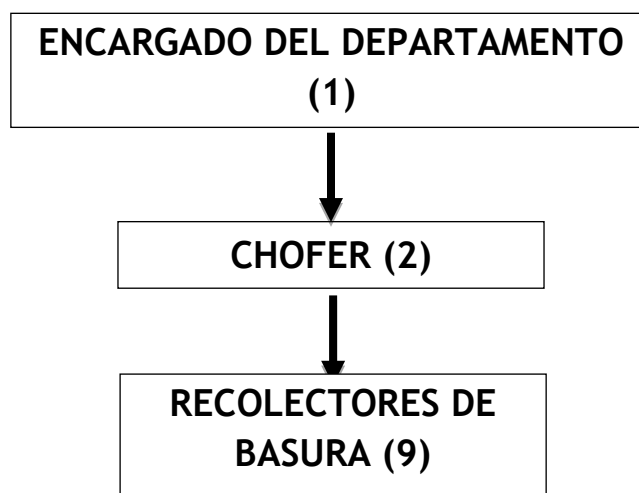 ENCARGADO DEL DEPARTAMENTO
(1)
CHOFER (2)
RECOLECTORES DE
BASURA (9)